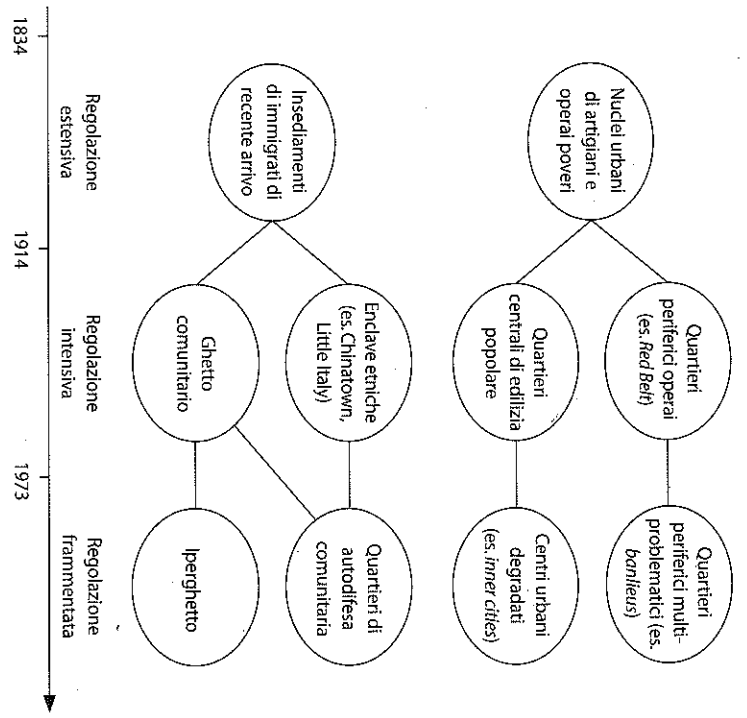 Nuclei urbani
di artigiani e
operai poveri
Quartieri
periferici operai
(es. Red Belt)
Quartieri
periferici multi-
problematici (es.
banlieus)
Quartieri
centrali di edilizia
popolare
Centri urbani
degradati
(es. inner cities)
Insediamenti
di immigrati di
recente arrivo
Enclave etniche
(es. Chinatown,
Little Italy)
Quartieri di
autodifesa
comunitaria
Ghetto
comunitario
Iperghetto
Regolazione
estensiva
Regolazione
intensiva
Regolazione
frammentata
1834
1914
1973